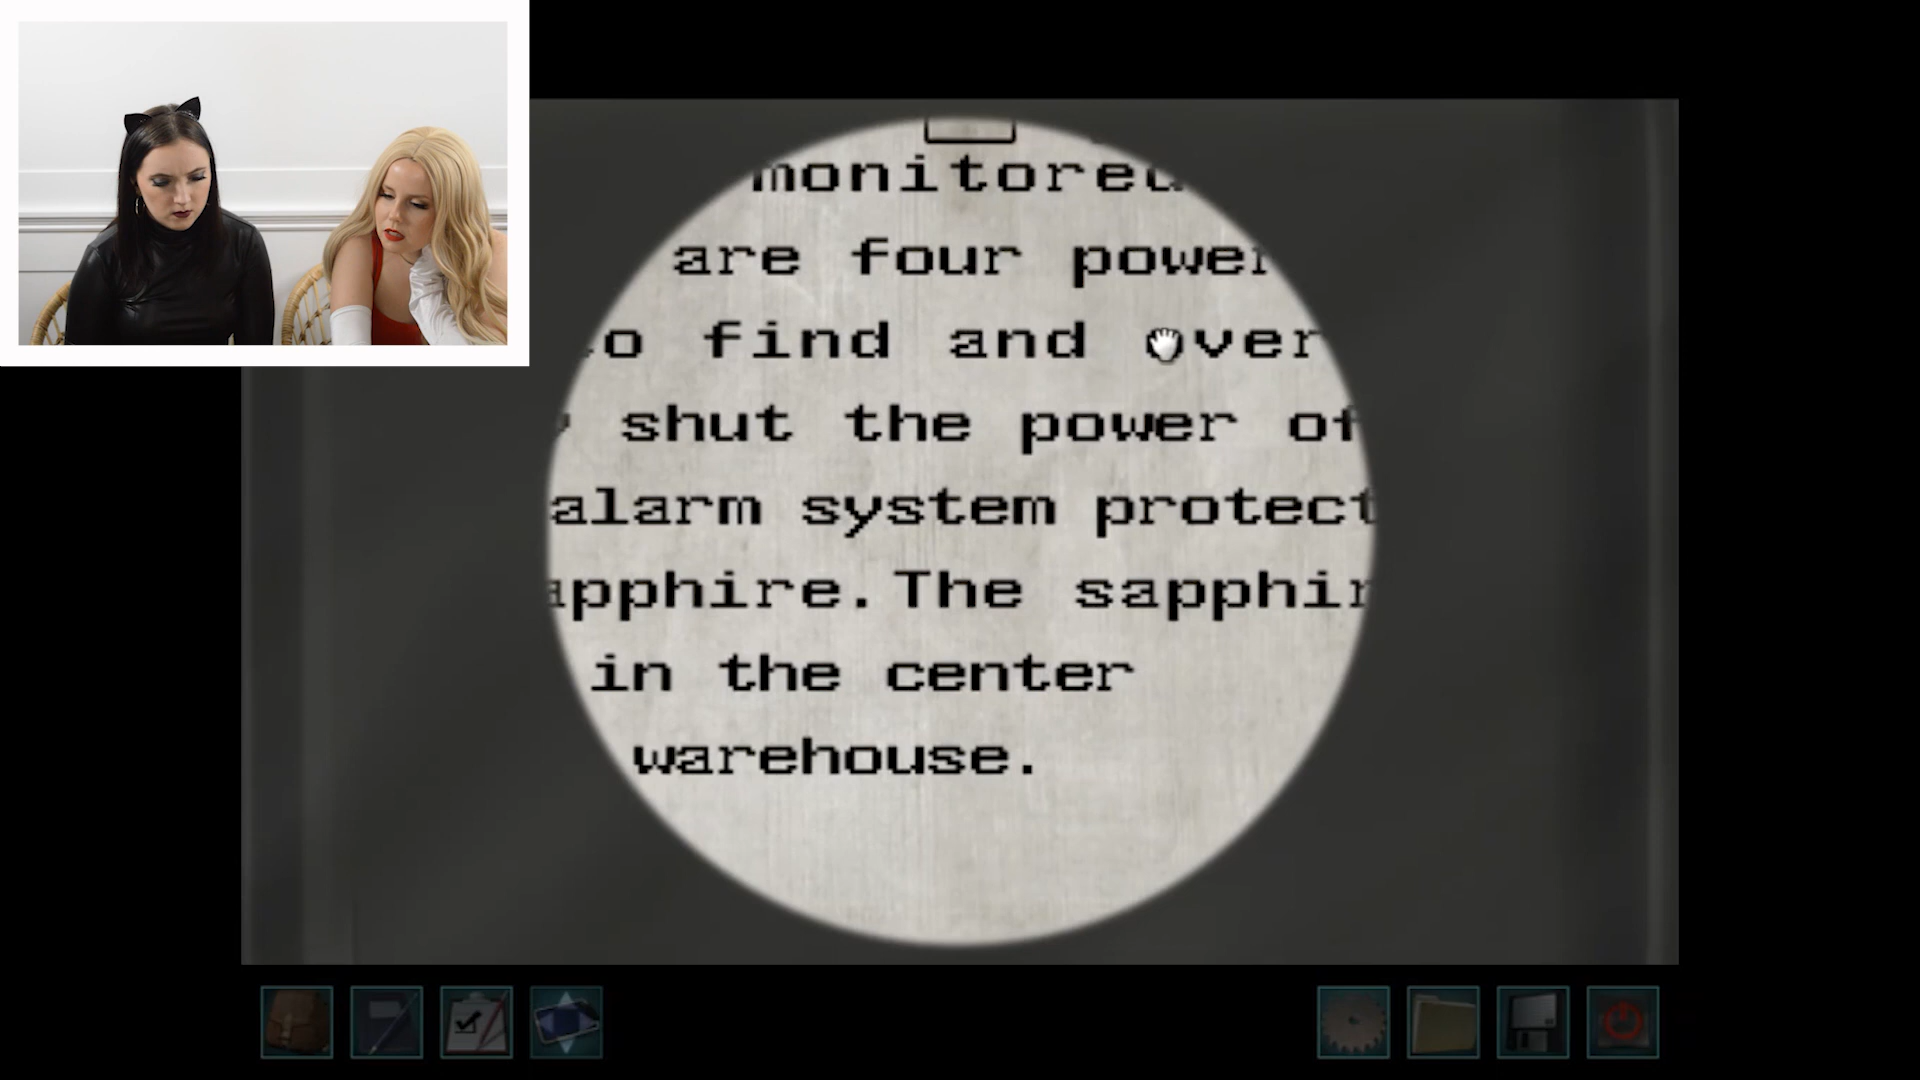 monitored
are four power
find and over
shut the power of
alarm system protect
The sapphir
in the center
warehouse.